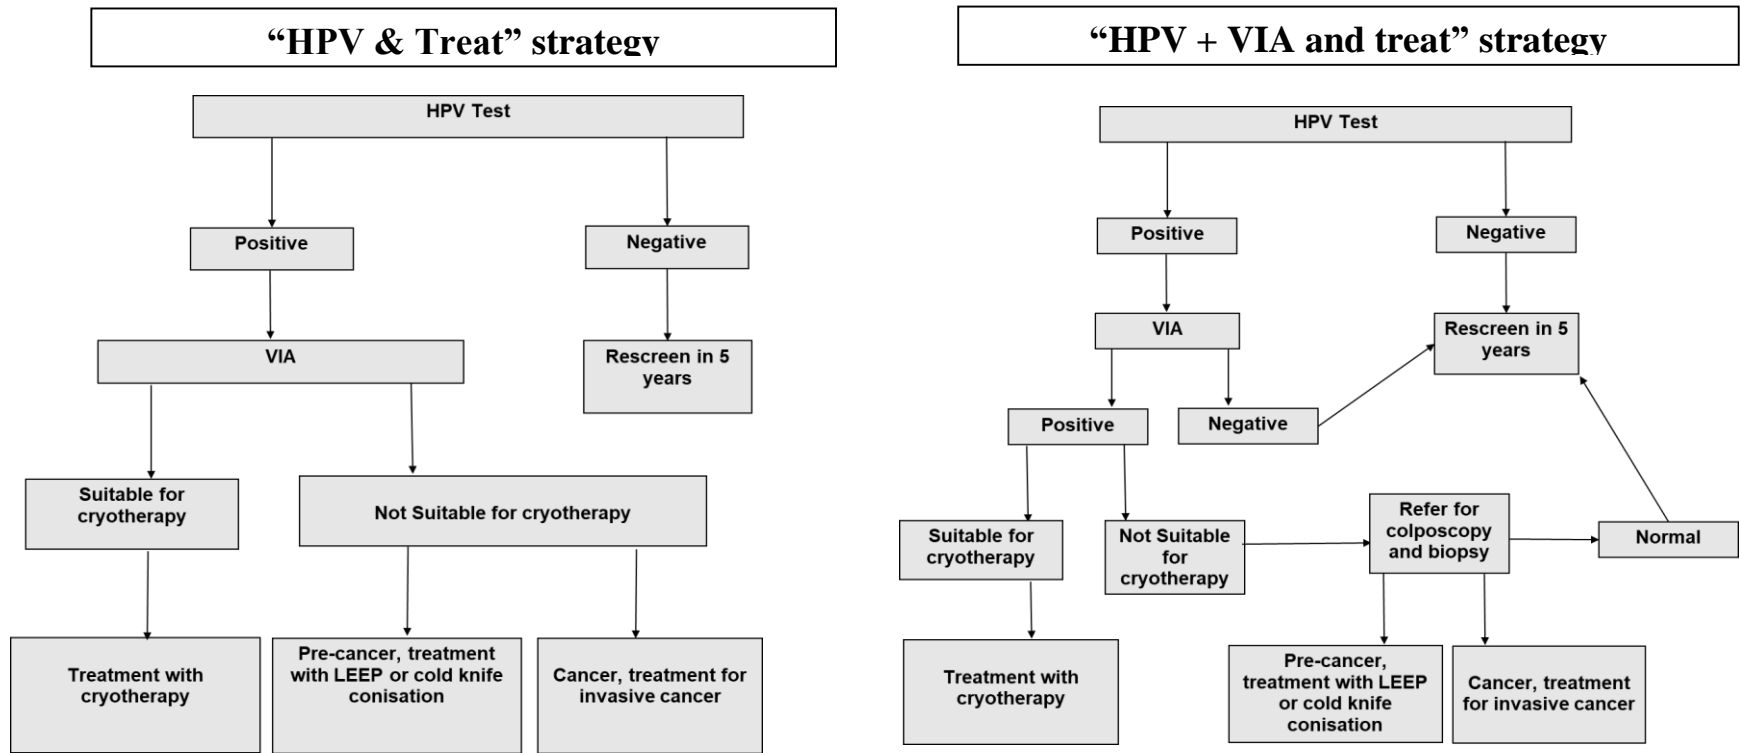 “HPV & Treat” strategy
HPV Test
Positive
Negative
VIA
Rescreen in 5
years
Suitable for
cryotherapy
Not Suitable for cryotherapy
Treatment with
cryotherapy
Pre-cancer, treatment
with LEEP or cold knife
conisation
Cancer, treatment for
invasive cancer
“HPV + VIA and treat” strategy
HPV Test
Positive
Negative
VIA
Rescreen in 5
years
Positive
Negative
Suitable for
cryotherapy
Not Suitable
for
cryotherapy
Refer for
colposcopy
and biopsy
Normal
Treatment with
cryotherapy
Pre-cancer,
treatment with LEEP
or cold knife
conisation
Cancer, treatment
for invasive cancer